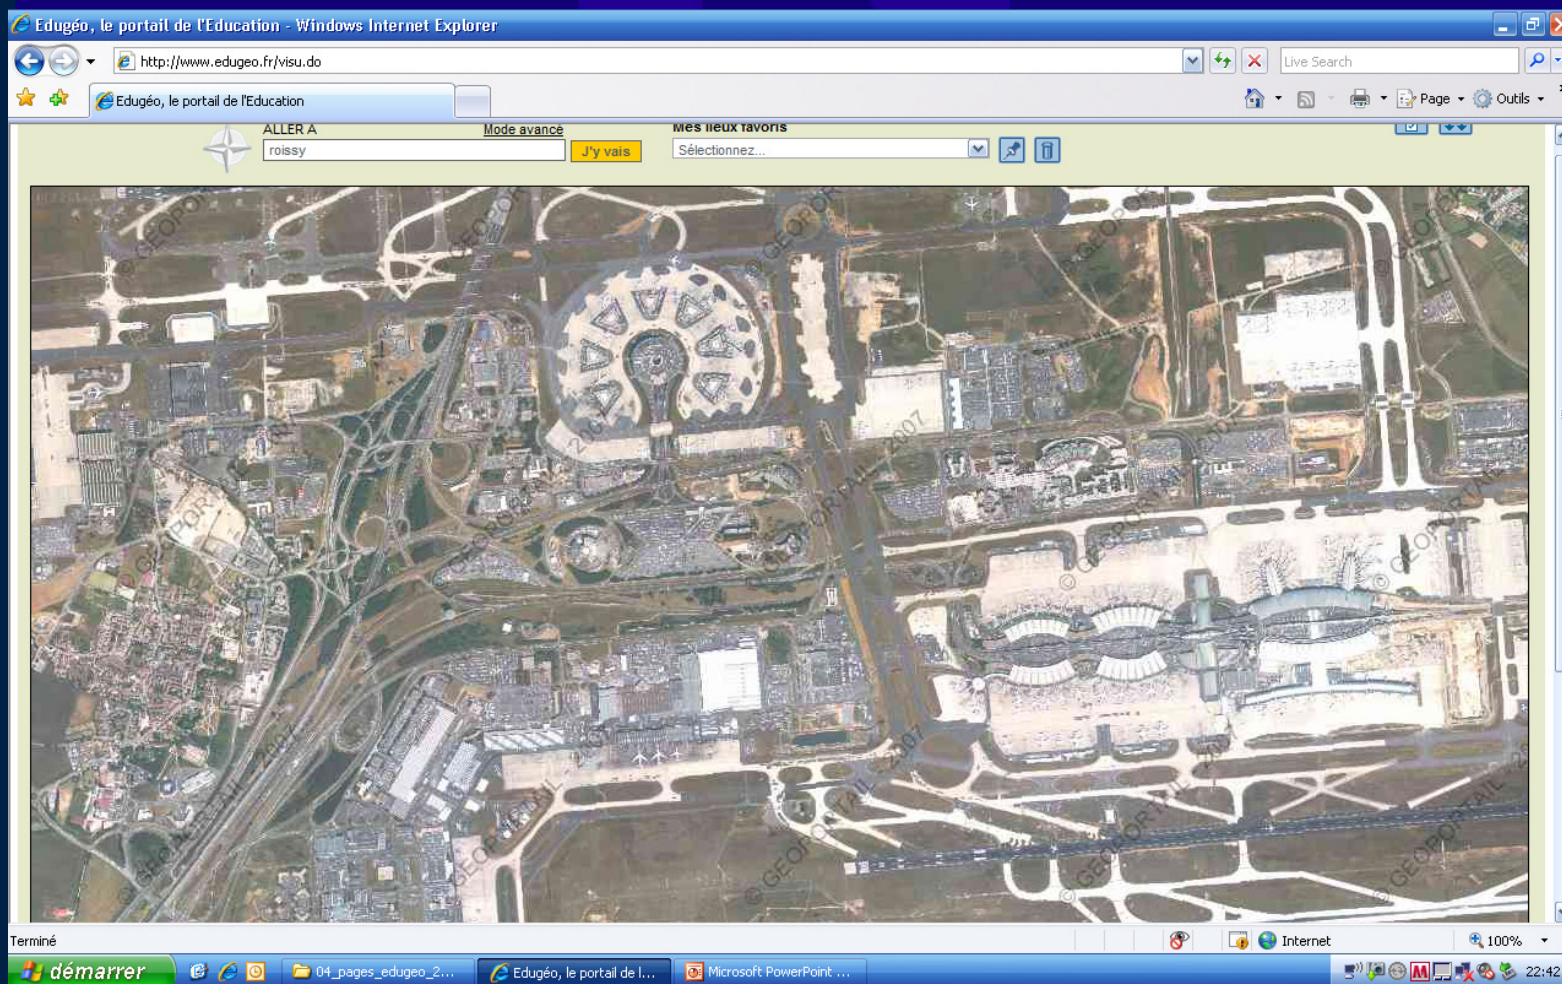 Edugéo, le portail de l'Education - Windows Internet Explorer
http://www.edugeo.fr/visu.do
Live Search
Edugéo, le portail de l'Education
Page
Outils
ALLER A
Mode avancé
Mes lieux favoris
roissy
J'y vais
Sélectionnez...
© GEOPORTAIL 2007
Terminé
Internet
100%
démarrer
04_pages_edugeo_2...
Edugéo, le portail de l...
Microsoft PowerPoint ...
22:42